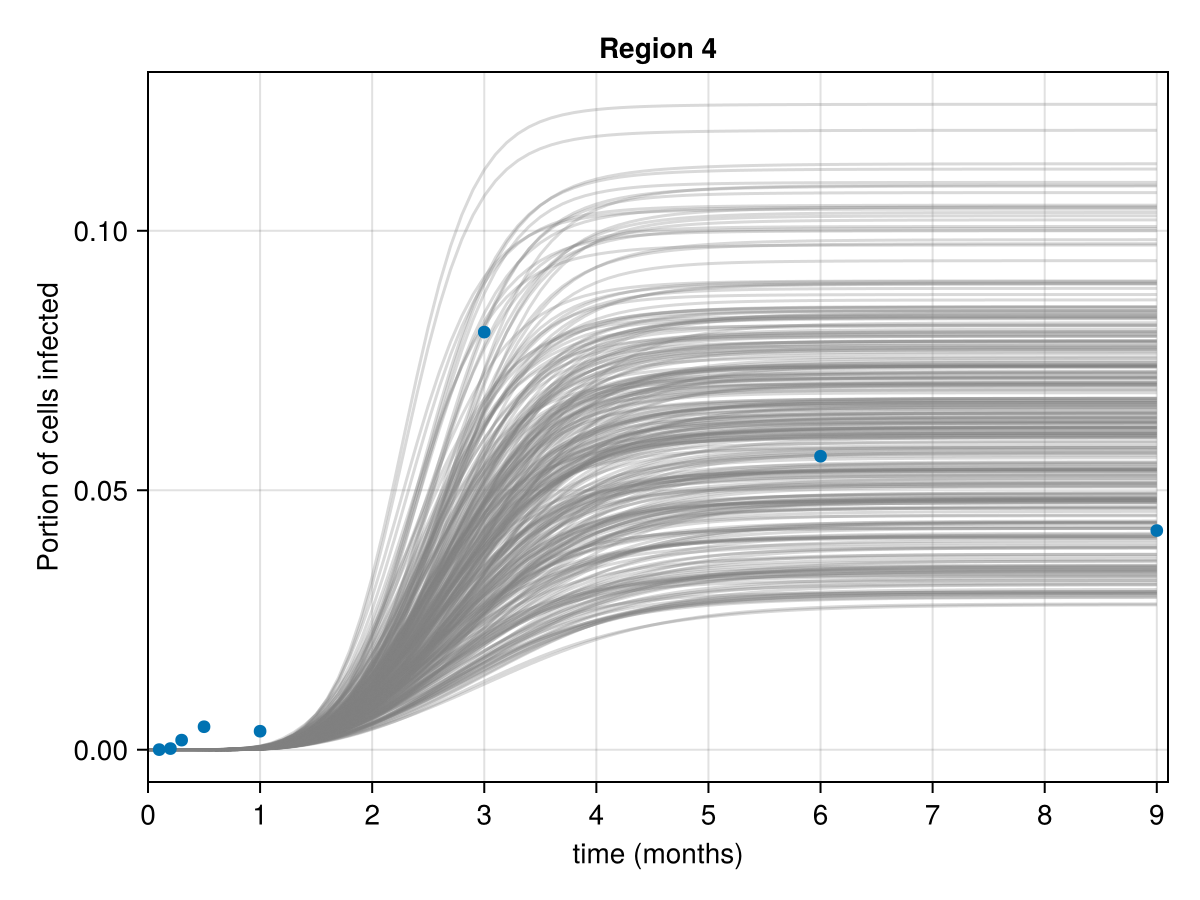 Region 4
Portion of cells infected
0.10
0.05
0.00
0 1 2 3 4 5 6 7 8 9
time (months)